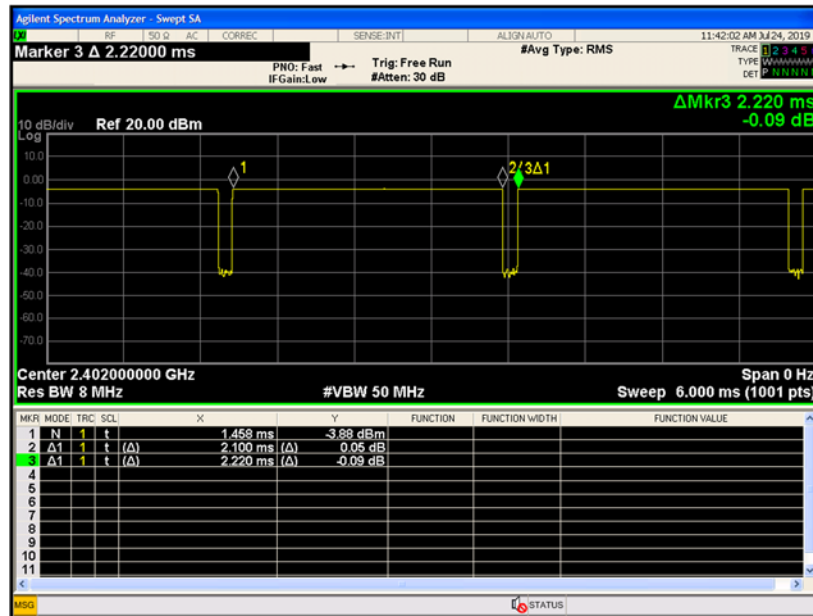 Agilent Spectrum Analyzer - Swept SA
RF 50 Ω AC CORREC SENSE:INT ALIGN AUTO 11:42:02 AM Jul 24, 2019
Marker 3 Δ 2.22000 ms
#Avg Type: RMS
TRACE 1 2 3 4 5
PNO: Fast Trig: Free Run
TYPE W
IFGain:Low #Atten: 30 dB
DET P N N N N
ΔMkr3 2.220 ms
-0.09 dB
10 dB/div Ref 20.00 dBm
Log
10.0
0.00
-10.0
-20.0
-30.0
-40.0
-50.0
-60.0
-70.0
1
2/3Δ1
Center 2.402000000 GHz Span 0 Hz
Res BW 8 MHz #VBW 50 MHz Sweep 6.000 ms (1001 pts)
MKR MODE TRC SCL X Y FUNCTION FUNCTION WIDTH FUNCTION VALUE
1 N 1 t 1.458 ms -3.88 dBm
2 Δ1 1 t (Δ) 2.100 ms (Δ) 0.05 dB
3 Δ1 1 t (Δ) 2.220 ms (Δ) -0.09 dB
4
5
6
7
8
9
10
11
MSG STATUS